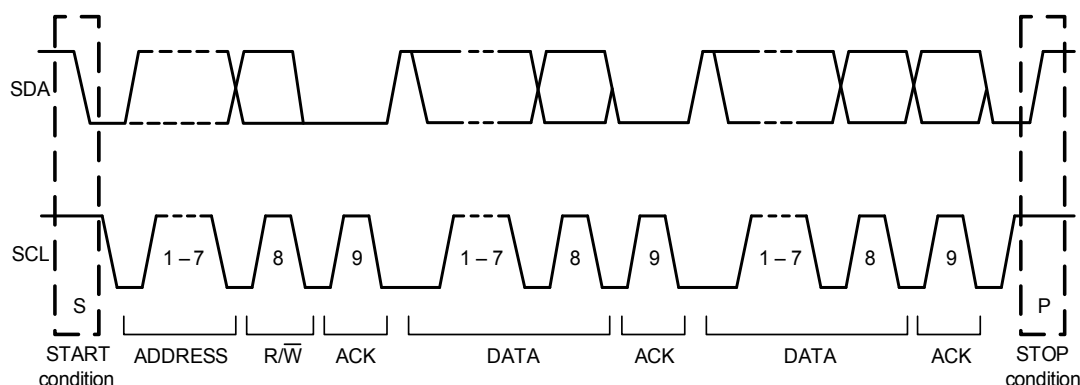 SDA
SCL
1 – 7 8 9 1 – 7 8 9 1 – 7 8 9
S P
START condition ADDRESS R/W̅ ACK DATA ACK DATA ACK STOP condition